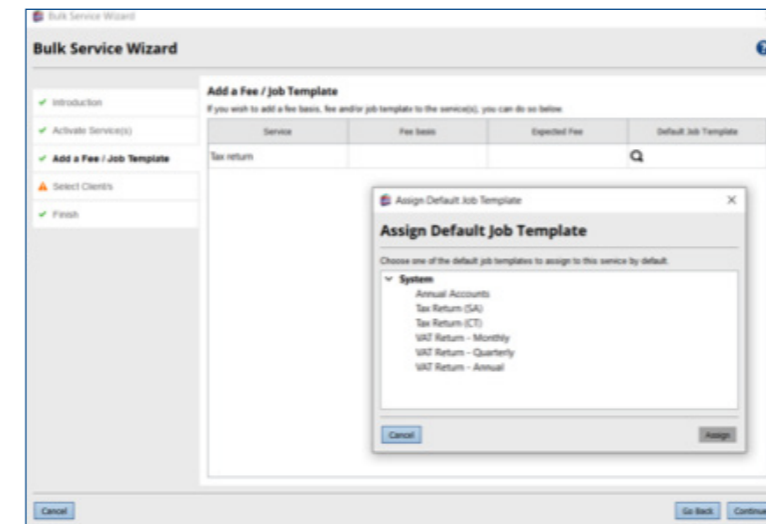 Bulk Service Wizard
Bulk Service Wizard
?
Introduction
Activate Service(s)
Add a Fee / Job Template
Select Client/s
Finish
Add a Fee / Job Template
If you wish to add a fee basis, fee and/or job template to the service(s), you can do so below.
Service Fee basis Expected Fee Default Job Template
Tax return
Assign Default Job Template
Assign Default Job Template
Choose one of the default job templates to assign to this service by default.
System
Annual Accounts
Tax Return (SA)
Tax Return (CT)
VAT Return - Monthly
VAT Return - Quarterly
VAT Return - Annual
Cancel Assign
Cancel Go Back Continue